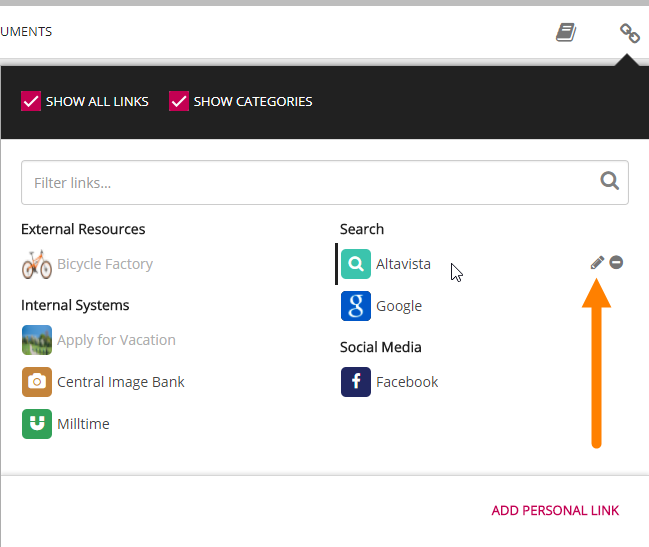 UMENTS
SHOW ALL LINKS
SHOW CATEGORIES
Filter links...
External Resources
Bicycle Factory
Internal Systems
Apply for Vacation
Central Image Bank
Milltime
Search
Altavista
Google
Social Media
Facebook
ADD PERSONAL LINK